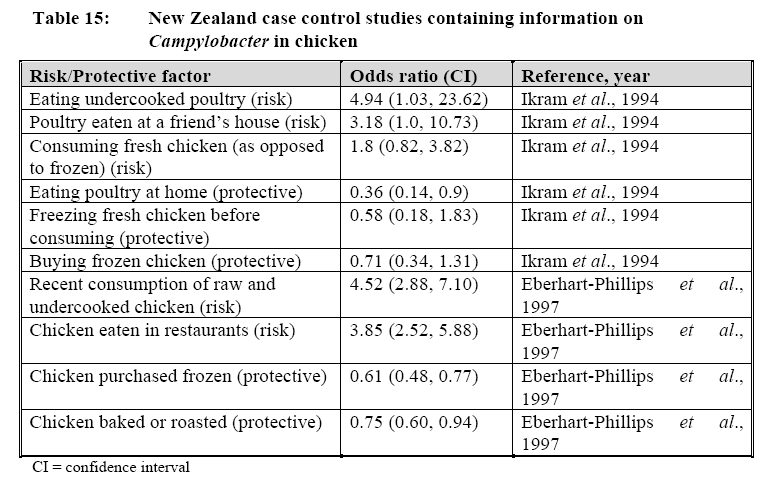 Table 15: New Zealand case control studies containing information on
Campylobacter in chicken
Risk/Protective factor Odds ratio (CI) Reference, year
Eating undercooked poultry (risk) 4.94 (1.03, 23.62) Ikram et al., 1994
Poultry eaten at a friend's house (risk) 3.18 (1.0, 10.73) Ikram et al., 1994
Consuming fresh chicken (as opposed 1.8 (0.82, 3.82) Ikram et al., 1994
to frozen) (risk)
Eating poultry at home (protective) 0.36 (0.14, 0.9) Ikram et al., 1994
Freezing fresh chicken before 0.58 (0.18, 1.83) Ikram et al., 1994
consuming (protective)
Buying frozen chicken (protective) 0.71 (0.34, 1.31) Ikram et al., 1994
Recent consumption of raw and 4.52 (2.88, 7.10) Eberhart-Phillips et al.,
undercooked chicken (risk) 1997
Chicken eaten in restaurants (risk) 3.85 (2.52, 5.88) Eberhart-Phillips et al.,
1997
Chicken purchased frozen (protective) 0.61 (0.48, 0.77) Eberhart-Phillips et al.,
1997
Chicken baked or roasted (protective) 0.75 (0.60, 0.94) Eberhart-Phillips et al.,
1997
CI = confidence interval